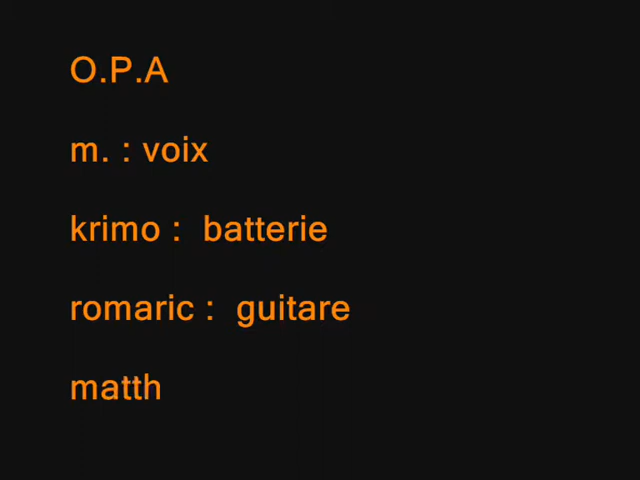 O.P.A
m. : voix
krimo :  batterie
romaric :  guitare
matth